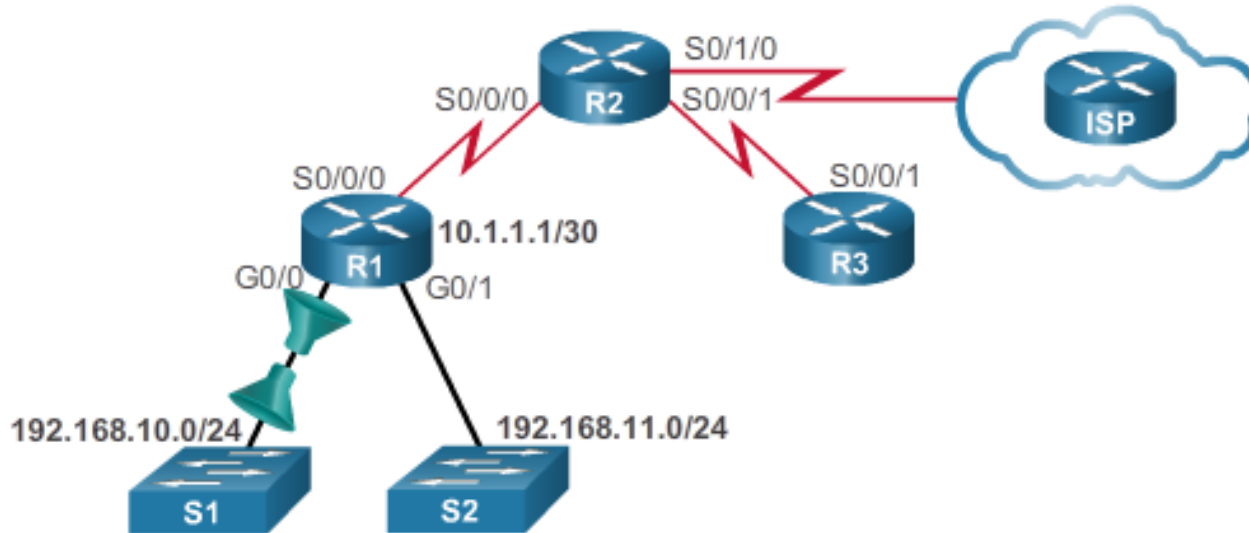 S0/1/0
S0/0/0
R2
S0/0/1
ISP
S0/0/0
S0/0/1
10.1.1.1/30
R1
R3
G0/0
G0/1
192.168.10.0/24
192.168.11.0/24
S1
S2